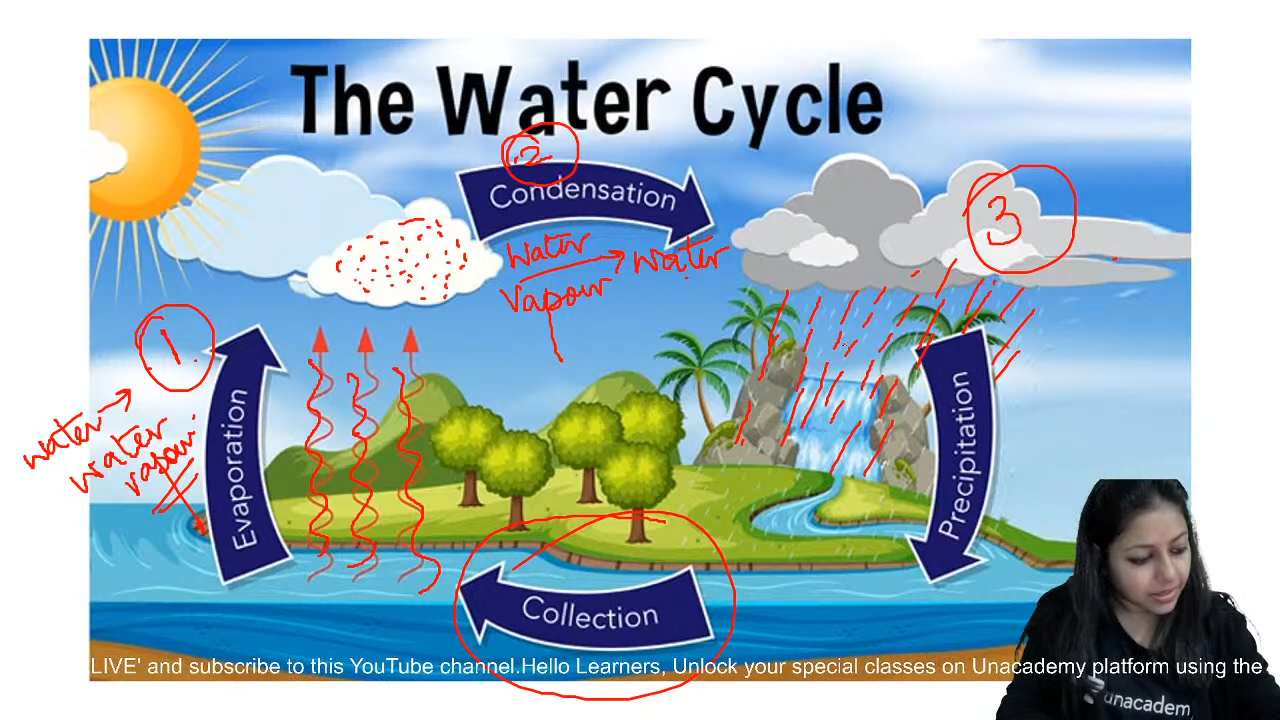 The Water Cycle
2
Condensation
3
water
vapour
→ water
1
water →
water
vapour
Evaporation
Precipitation
Collection
LIVE' and subscribe to this YouTube channel.Hello Learners, Unlock your special classes on Unacademy platform using the
unacadem